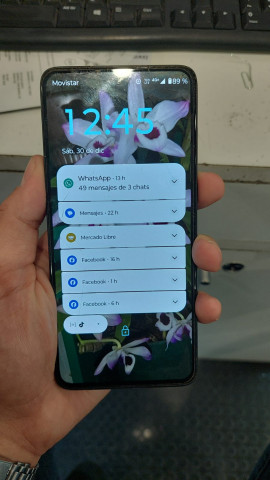 Movistar
89 %
12:45
Sáb, 30 de dic
WhatsApp • 13 h
49 mensajes de 3 chats
Mensajes • 22 h
Mercado Libre
Facebook • 16 h
Facebook • 1 h
Facebook • 6 h